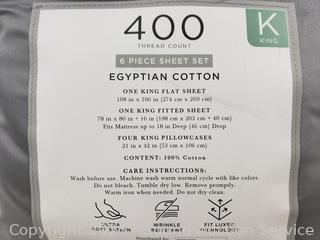 400
THREAD COUNT
K
KING
6 PIECE SHEET SET
EGYPTIAN COTTON
ONE KING FLAT SHEET
108 in x 106 in (274 cm x 269 cm)
ONE KING FITTED SHEET
78 in x 80 in + 16 in (198 cm x 203 cm + 40 cm)
Fits Mattress up to 18 in Deep (46 cm) Drop
FOUR KING PILLOWCASES
21 in x 42 in (53 cm x 106 cm)
CONTENT: 100% Cotton
CARE INSTRUCTIONS:
Wash before use. Machine wash warm normal cycle with like colors.
Do not bleach. Tumble dry low. Remove promptly.
Warm iron when needed. Do not dry clean.
ULTRA
SOFT SATEEN
WRINKLE
RESISTANT
FIT LUXE
TECHNOLOGY
Distributed by: